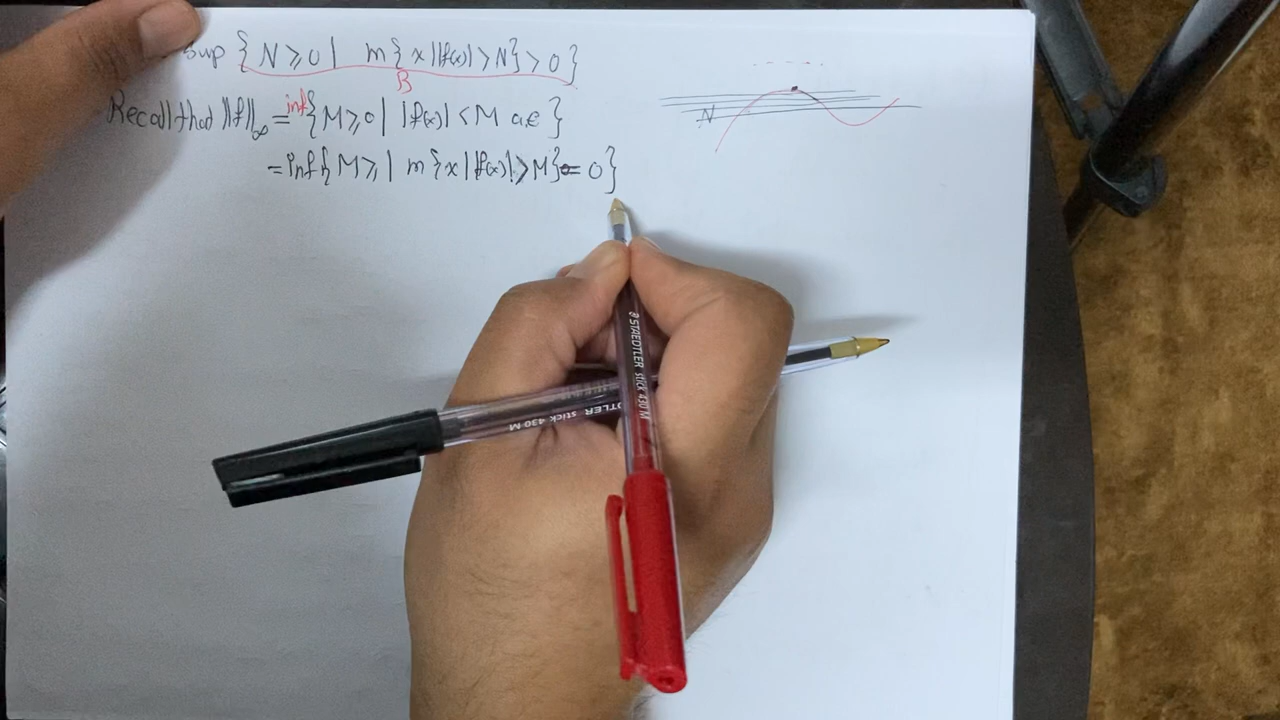 sup { N ≥ 0 | m{ x | |f(x)| > N} > 0 }
B
Recall that ‖f‖∞ = inf { M ≥ 0 | |f(x)| < M a.e }
= inf { M ≥ | m { x | |f(x)| > M } = 0 }
N
STAEDTLER stick 430 M
STAEDTLER stick 430 M